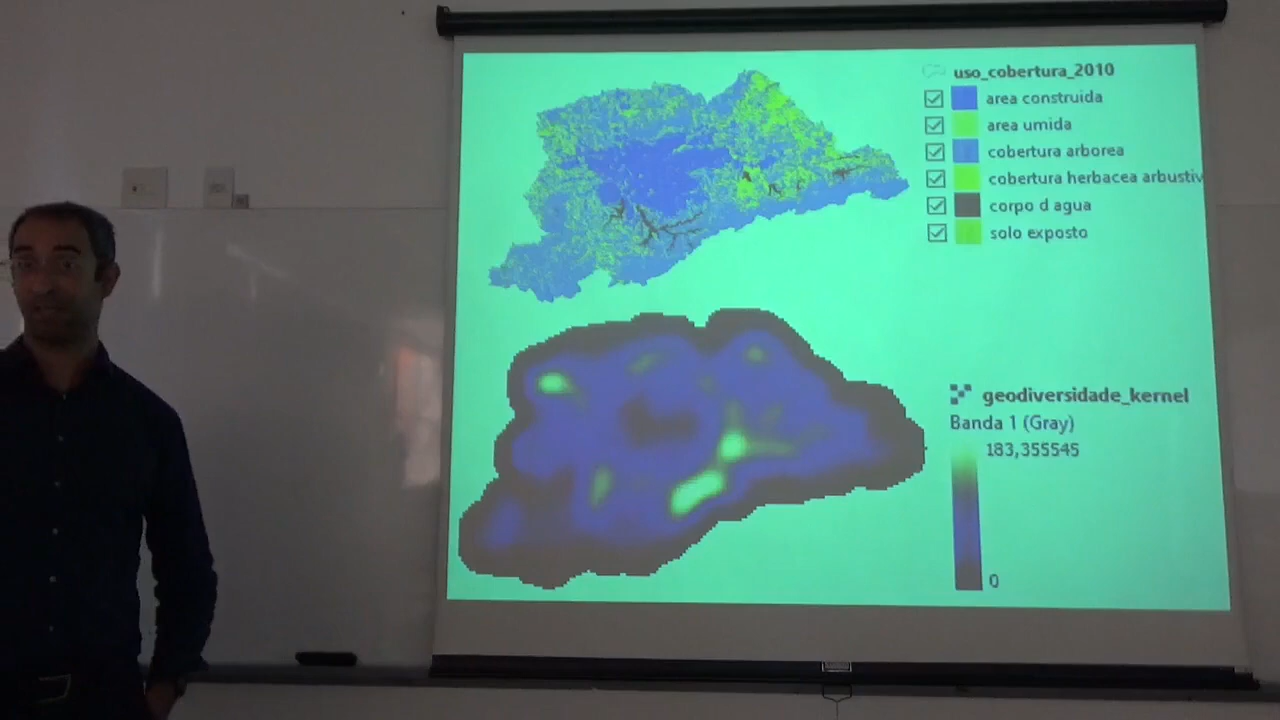 uso_cobertura_2010
area construida
area umida
cobertura arborea
cobertura herbacea arbustiv
corpo d agua
solo exposto
geodiversidade_kernel
Banda 1 (Gray)
183,355545
0